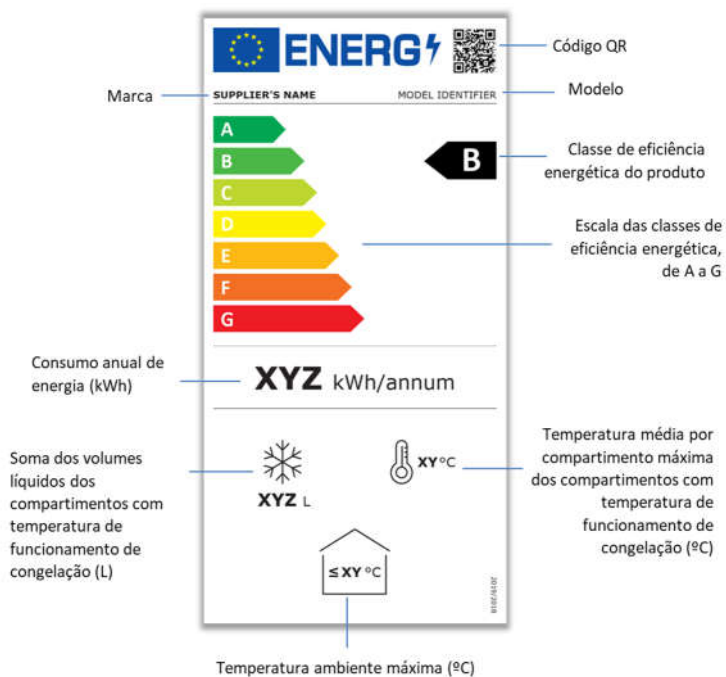 ENERG
Código QR
Marca
SUPPLIER'S NAME
MODEL IDENTIFIER
Modelo
A
B
C
D
E
F
G
B
Classe de eficiência
energética do produto
Escala das classes de
eficiência energética,
de A a G
Consumo anual de
energia (kWh)
XYZ kWh/annum
Soma dos volumes
líquidos dos
compartimentos com
temperatura de
funcionamento de
congelação (L)
XYZ L
XY ºC
Temperatura média por
compartimento máxima
dos compartimentos com
temperatura de
funcionamento de
congelação (ºC)
≤ XY ºC
2019/2018
Temperatura ambiente máxima (ºC)